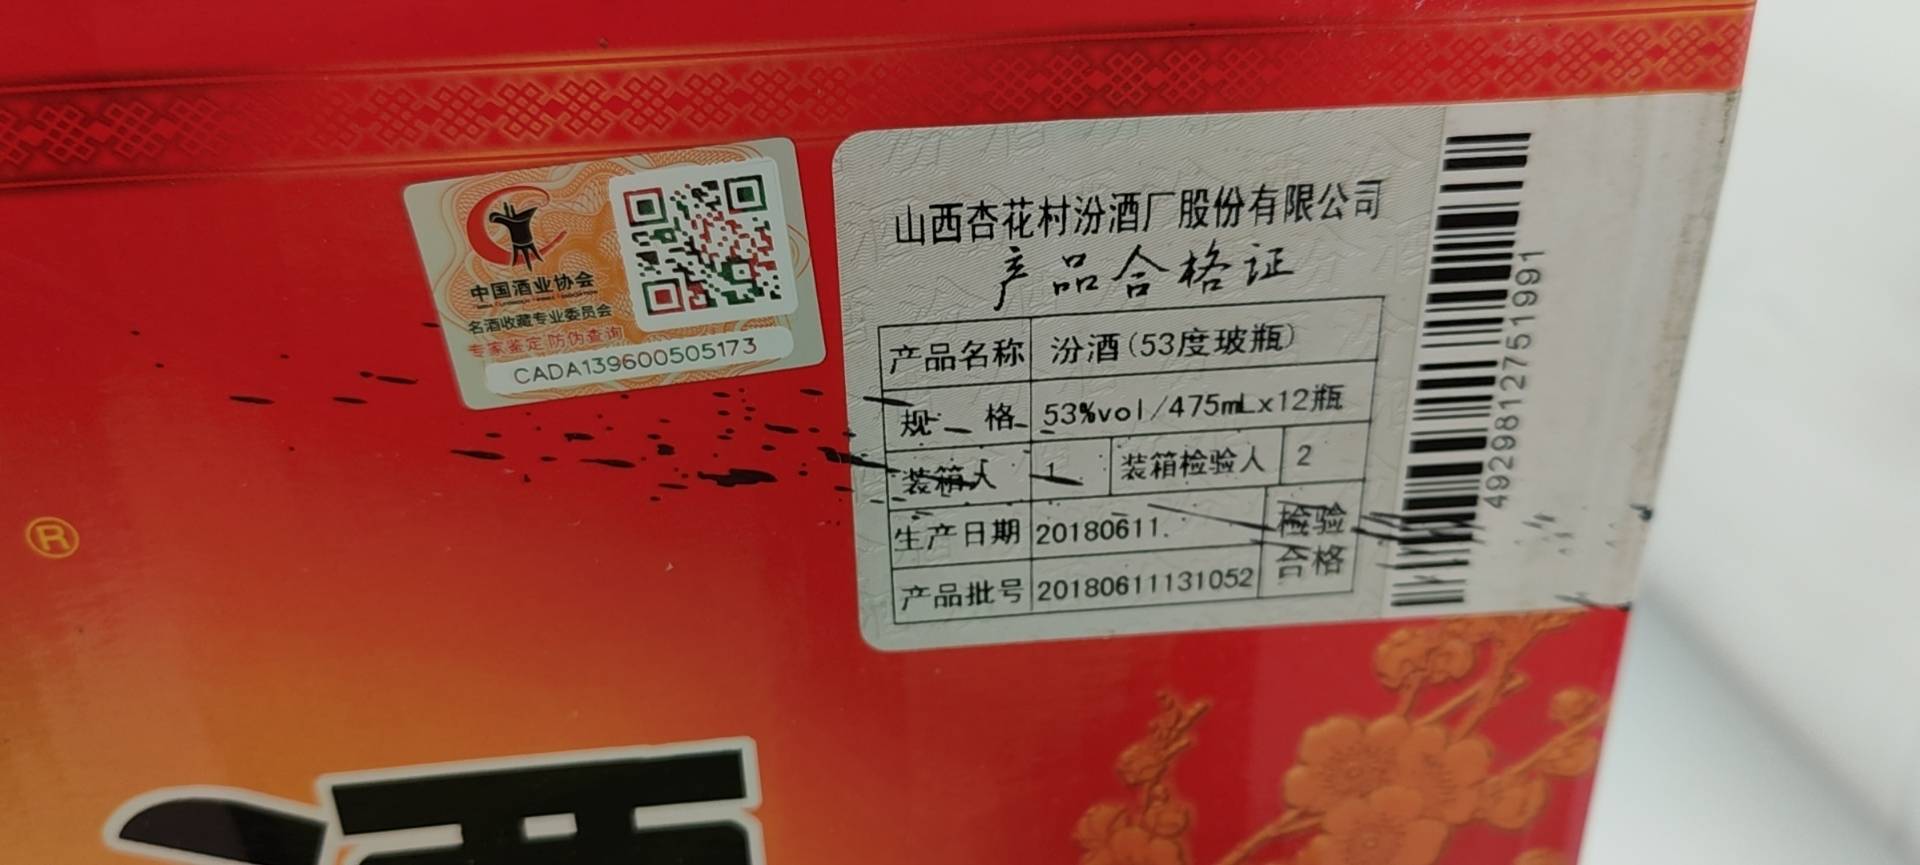 中国酒业协会
名酒收藏专业委员会
专家鉴定 防伪查询
CADA139600505173
山西杏花村汾酒厂股份有限公司
产品合格证
产品名称 汾酒(53度玻瓶)
规 格 53%vol/475mLx12瓶
装箱人 1 装箱检验人 2
生产日期 20180611. 检验
产品批号 20180611131052 合格
4929812751991
®
酒